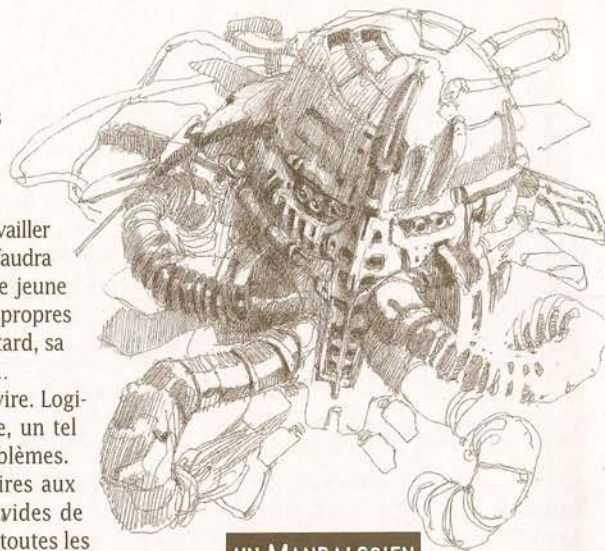 vailler
faudra
e jeune
propres
tard, sa
..
vire. Logi-
e, un tel
blèmes.
ires aux
vides de
toutes les
UN MANDALORIEN